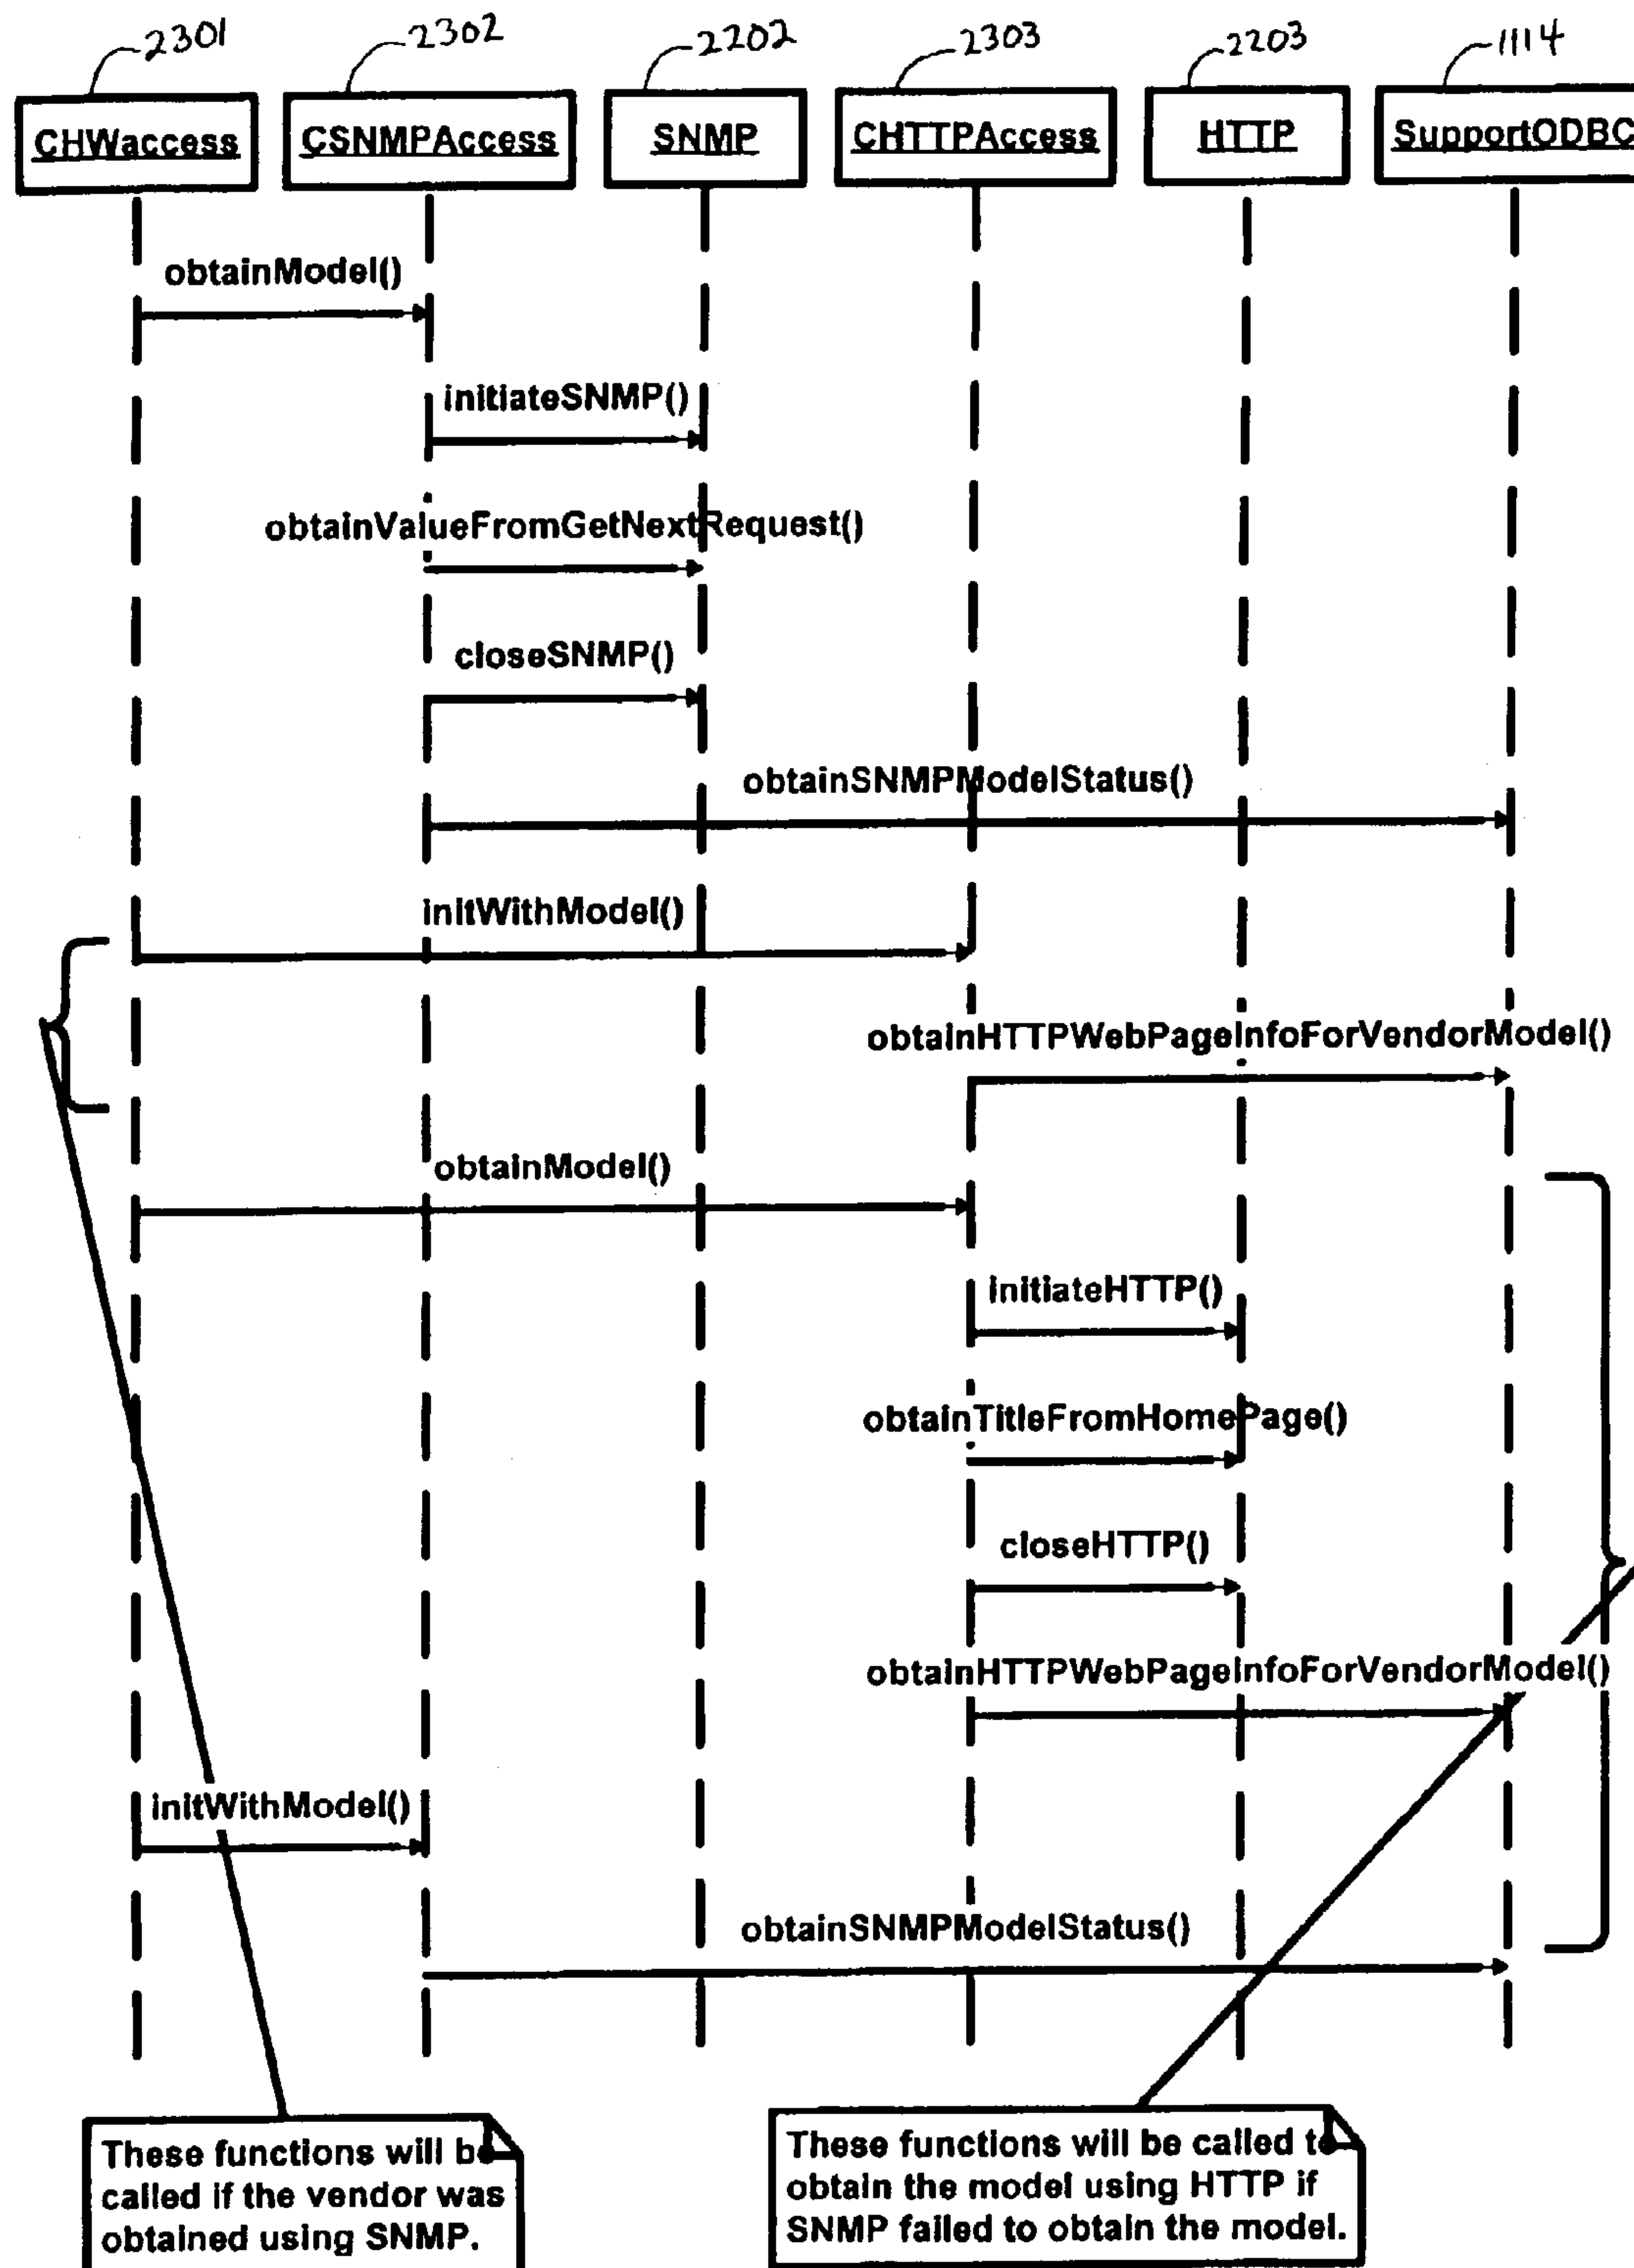 2301
2302
2202
2303
2203
1114
CHWaccess
CSNMPAccess
SNMP
CHTTPAccess
HTTP
SupportODBC
obtainModel()
initiateSNMP()
obtainValueFromGetNextRequest()
closeSNMP()
obtainSNMPModelStatus()
initWithModel()
obtainHTTPWebPageInfoForVendorModel()
obtainModel()
initiateHTTP()
obtainTitleFromHomePage()
closeHTTP()
obtainHTTPWebPageInfoForVendorModel()
initWithModel()
obtainSNMPModelStatus()
These functions will be
called if the vendor was
obtained using SNMP.
These functions will be called to
obtain the model using HTTP if
SNMP failed to obtain the model.